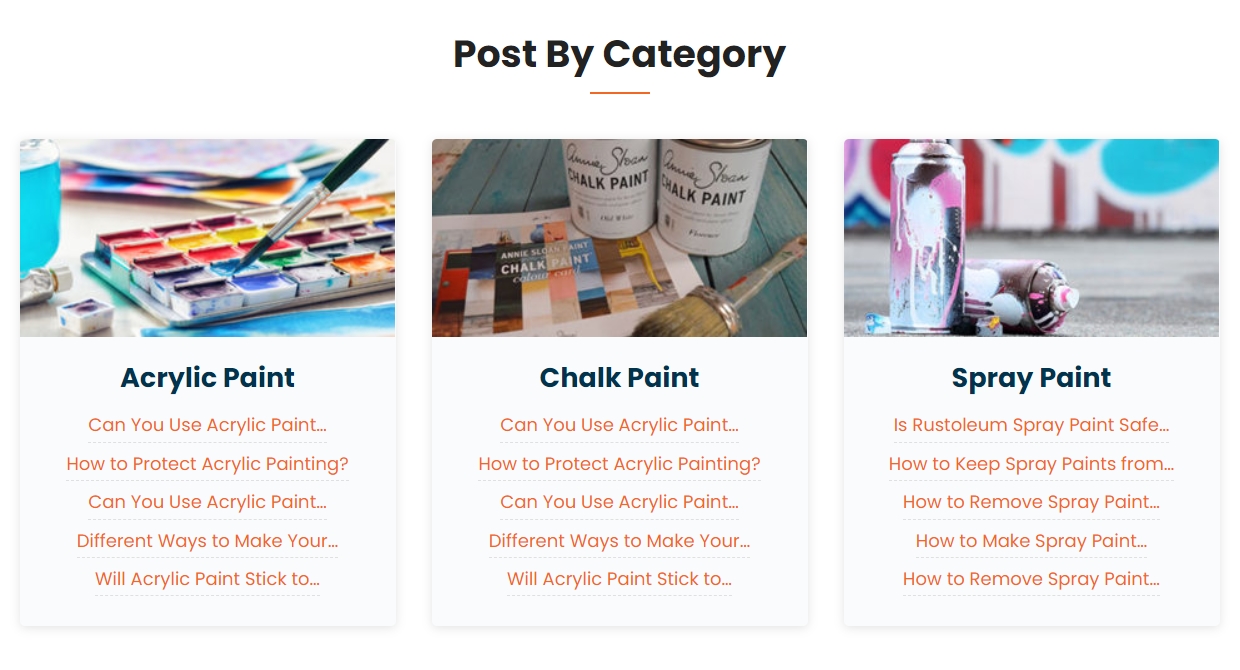 Post By Category
Annie Sloan
CHALK PAINT
Old White
Annie Sloan
CHALK PAINT
Florence
ANNIE SLOAN PAINT
CHALK PAINT
colour card
Acrylic Paint
Can You Use Acrylic Paint...
How to Protect Acrylic Painting?
Can You Use Acrylic Paint...
Different Ways to Make Your...
Will Acrylic Paint Stick to...
Chalk Paint
Can You Use Acrylic Paint...
How to Protect Acrylic Painting?
Can You Use Acrylic Paint...
Different Ways to Make Your...
Will Acrylic Paint Stick to...
Spray Paint
Is Rustoleum Spray Paint Safe...
How to Keep Spray Paints from...
How to Remove Spray Paint...
How to Make Spray Paint...
How to Remove Spray Paint...